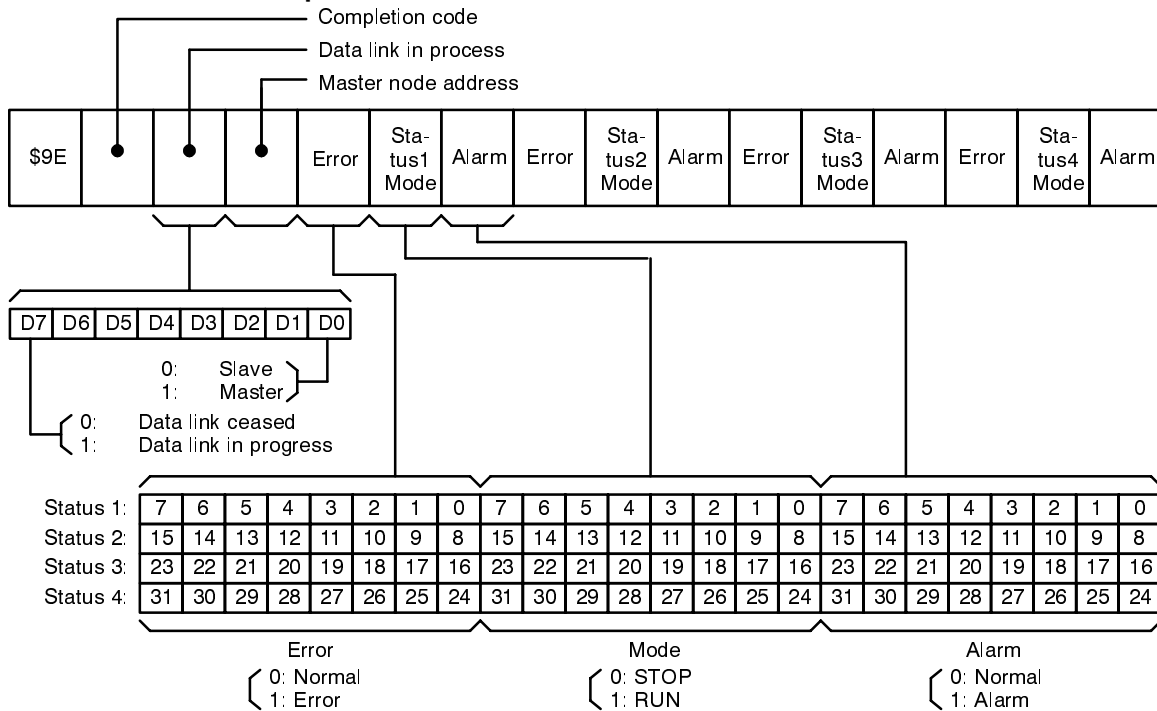 Completion code
Data link in process
Master node address
$9E Error Sta-tus1 Mode Alarm Error Sta-tus2 Mode Alarm Error Sta-tus3 Mode Alarm Error Sta-tus4 Mode Alarm
D7 D6 D5 D4 D3 D2 D1 D0
0: Slave
1: Master
0: Data link ceased
1: Data link in progress
Status 1: 7 6 5 4 3 2 1 0 7 6 5 4 3 2 1 0 7 6 5 4 3 2 1 0
Status 2: 15 14 13 12 11 10 9 8 15 14 13 12 11 10 9 8 15 14 13 12 11 10 9 8
Status 3: 23 22 21 20 19 18 17 16 23 22 21 20 19 18 17 16 23 22 21 20 19 18 17 16
Status 4: 31 30 29 28 27 26 25 24 31 30 29 28 27 26 25 24 31 30 29 28 27 26 25 24
Error Mode Alarm
0: Normal 0: STOP 0: Normal
1: Error 1: RUN 1: Alarm